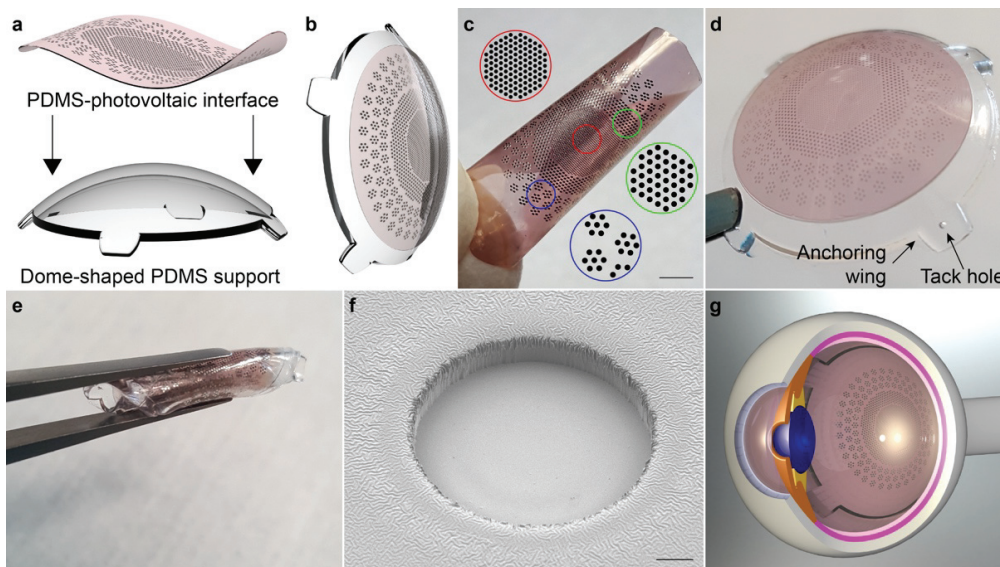 a
PDMS-photovoltaic interface
Dome-shaped PDMS support
b
c
d
Anchoring
wing
Tack hole
e
f
g